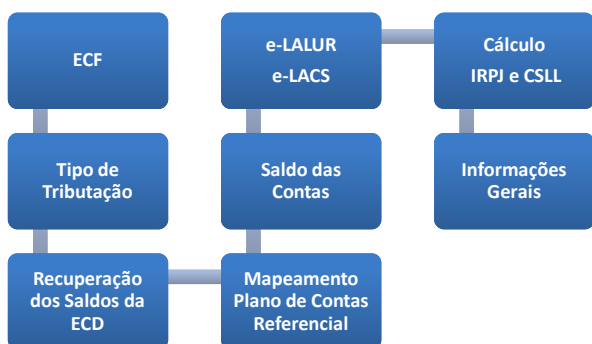 ECF
Tipo de
Tributação
Recuperação
dos Saldos da
ECD
Mapeamento
Plano de Contas
Referencial
Saldo das
Contas
e-LALUR
e-LACS
Cálculo
IRPJ e CSLL
Informações
Gerais